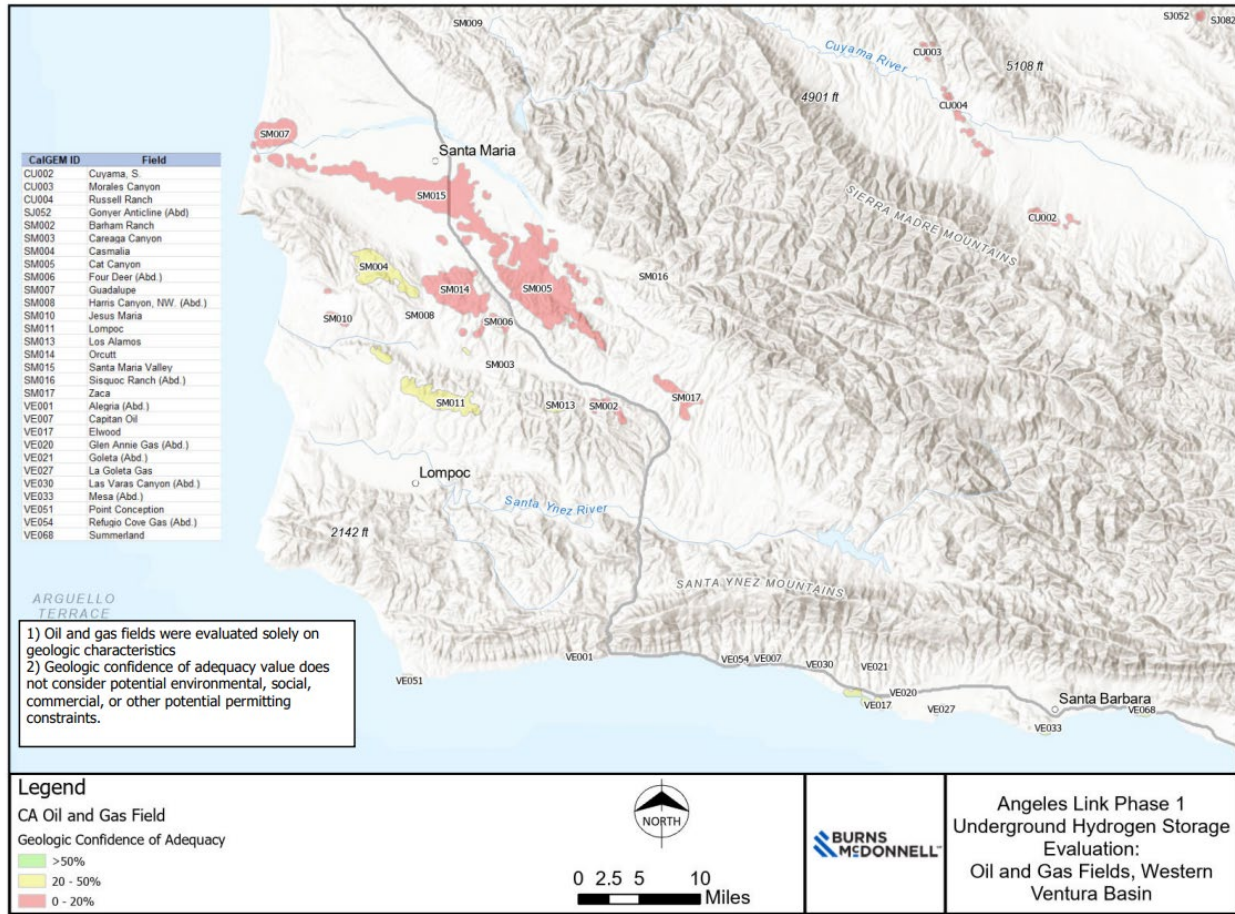 SM009
SJ052
SJ082
CU003
Cuyama River
5108 ft
4901 ft
CU004
SM007
Santa Maria
CalGEM ID Field
CU002 Cuyama, S.
CU003 Morales Canyon
CU004 Russell Ranch
SJ052 Gonyer Anticline (Abd)
SM002 Barham Ranch
SM003 Careaga Canyon
SM004 Casmalia
SM005 Cat Canyon
SM006 Four Deer (Abd.)
SM007 Guadalupe
SM008 Harris Canyon, NW. (Abd.)
SM010 Jesus Maria
SM011 Lompoc
SM013 Los Alamos
SM014 Orcutt
SM015 Santa Maria Valley
SM016 Sisquoc Ranch (Abd.)
SM017 Zaca
VE001 Alegria (Abd.)
VE007 Capitan Oil
VE017 Elwood
VE020 Glen Annie Gas (Abd.)
VE021 Goleta (Abd.)
VE027 La Goleta Gas
VE030 Las Varas Canyon (Abd.)
VE033 Mesa (Abd.)
VE051 Point Conception
VE054 Refugio Cove Gas (Abd.)
VE068 Summerland
SM015
SIERRA MADRE MOUNTAINS
CU002
SM004
SM016
SM014
SM005
SM008
SM010
SM006
SM003
SM011
SM013
SM002
SM017
Lompoc
Santa Ynez River
2142 ft
SANTA YNEZ MOUNTAINS
ARGUELLO
TERRACE
1) Oil and gas fields were evaluated solely on
geologic characteristics
2) Geologic confidence of adequacy value does
not consider potential environmental, social,
commercial, or other potential permitting
constraints.
VE051
VE001
VE054
VE007
VE030
VE021
VE020
VE017
VE027
Santa Barbara
VE033
VE068
Legend
CA Oil and Gas Field
Geologic Confidence of Adequacy
>50%
20 - 50%
0 - 20%
NORTH
0 2.5 5 10
Miles
BURNS
McDONNELL
Angeles Link Phase 1
Underground Hydrogen Storage
Evaluation:
Oil and Gas Fields, Western
Ventura Basin